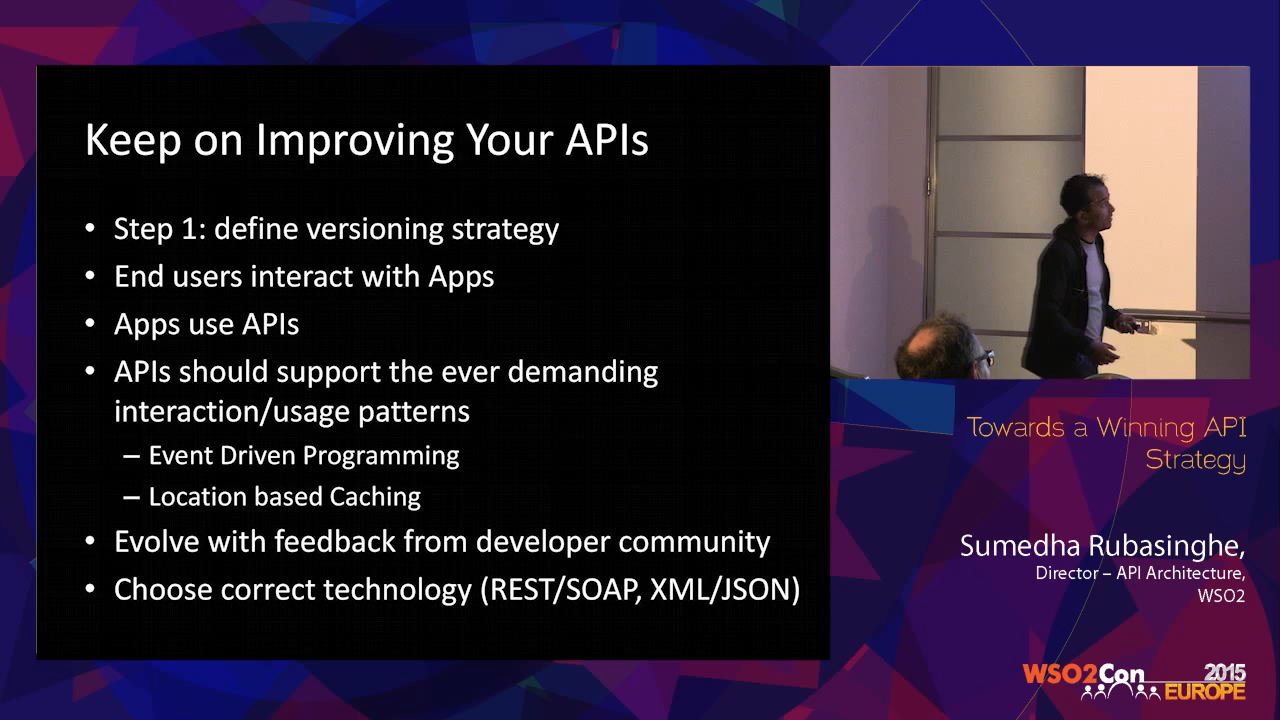 Keep on Improving Your APIs
• Step 1: define versioning strategy
• End users interact with Apps
• Apps use APIs
• APIs should support the ever demanding
interaction/usage patterns
– Event Driven Programming
– Location based Caching
• Evolve with feedback from developer community
• Choose correct technology (REST/SOAP, XML/JSON)
Towards a Winning API
Strategy
Sumedha Rubasinghe,
Director – API Architecture,
WSO2
WSO2Con 2015
EUROPE